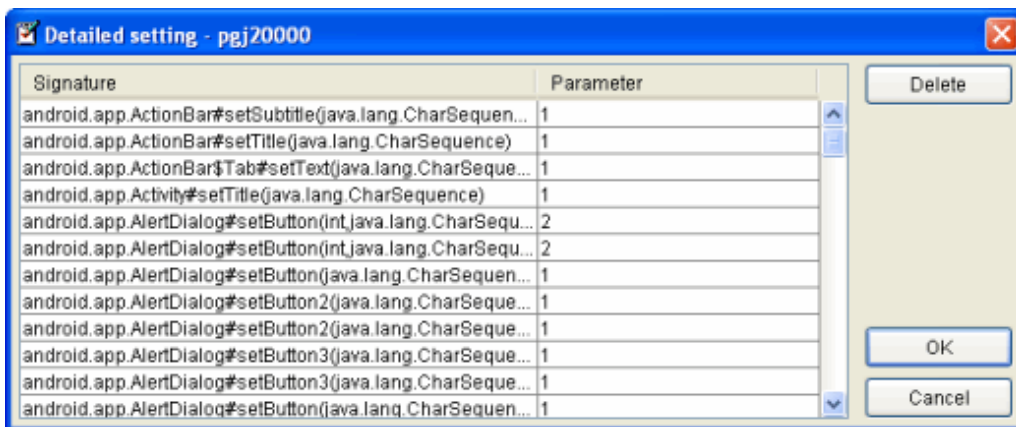 Detailed setting - pgj20000
Signature Parameter Delete
android.app.ActionBar#setSubtitle(java.lang.CharSequen... 1
android.app.ActionBar#setTitle(java.lang.CharSequence) 1
android.app.ActionBar$Tab#setText(java.lang.CharSeque... 1
android.app.Activity#setTitle(java.lang.CharSequence) 1
android.app.AlertDialog#setButton(int,java.lang.CharSequ... 2
android.app.AlertDialog#setButton(int,java.lang.CharSequ... 2
android.app.AlertDialog#setButton(java.lang.CharSequen... 1
android.app.AlertDialog#setButton2(java.lang.CharSeque... 1
android.app.AlertDialog#setButton2(java.lang.CharSeque... 1
android.app.AlertDialog#setButton3(java.lang.CharSeque... 1
OK
android.app.AlertDialog#setButton3(java.lang.CharSeque... 1
android.app.AlertDialog#setButton(java.lang.CharSequen... 1
Cancel